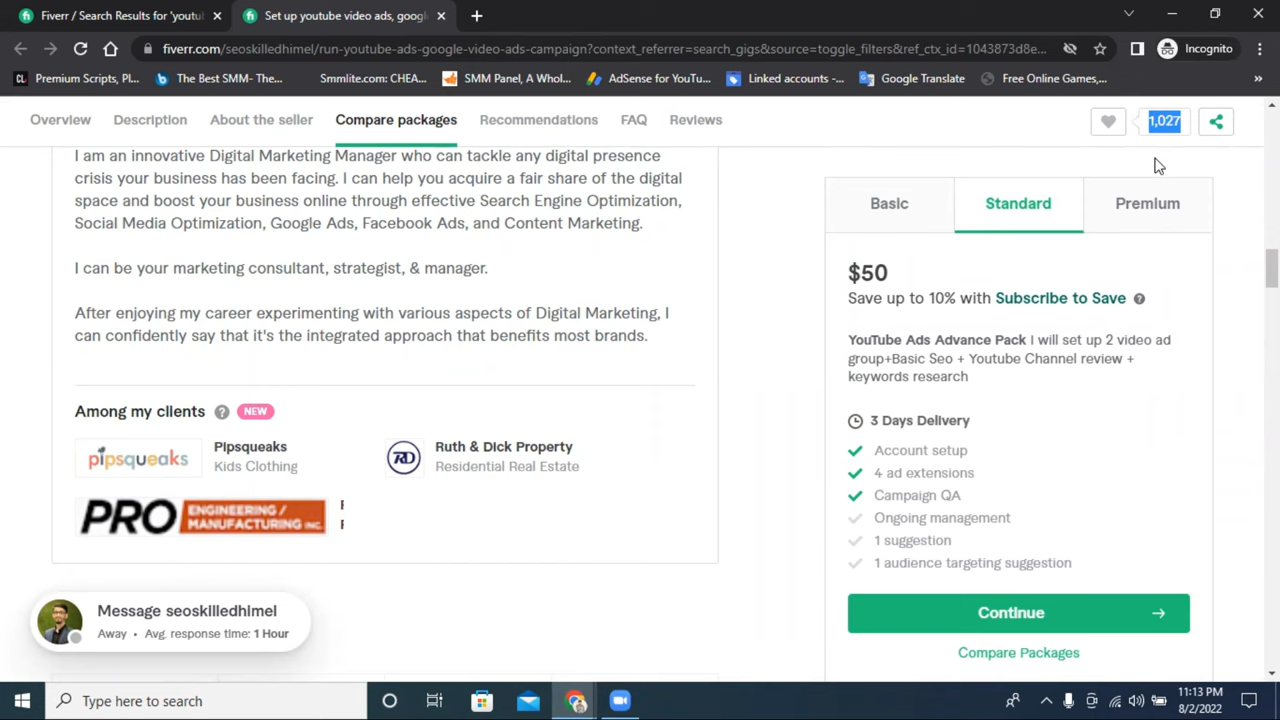 Fiverr / Search Results for 'youtu
Set up youtube video ads, googl
fiverr.com/seoskilledhimel/run-youtube-ads-google-video-ads-campaign?context_referrer=search_gigs&source=toggle_filters&ref_ctx_id=1043873d8e...
Incognito
Premium Scripts, Pl...
The Best SMM- The...
Smmlite.com: CHEA...
SMM Panel, A Whol...
AdSense for YouTu...
Linked accounts -...
Google Translate
Free Online Games,...
»
Overview
Description
About the seller
Compare packages
Recommendations
FAQ
Reviews
1,027
I am an innovative Digital Marketing Manager who can tackle any digital presence
crisis your business has been facing. I can help you acquire a fair share of the digital
space and boost your business online through effective Search Engine Optimization,
Social Media Optimization, Google Ads, Facebook Ads, and Content Marketing.
I can be your marketing consultant, strategist, & manager.
After enjoying my career experimenting with various aspects of Digital Marketing, I
can confidently say that it's the integrated approach that benefits most brands.
Among my clients ? NEW
pipsqueaks
Pipsqueaks
Kids Clothing
RD
Ruth & Dick Property
Residential Real Estate
PRO ENGINEERING / MANUFACTURING INC.
Message seoskilledhimel
Away • Avg. response time: 1 Hour
Basic
Standard
Premium
$50
Save up to 10% with Subscribe to Save ?
YouTube Ads Advance Pack I will set up 2 video ad
group+Basic Seo + Youtube Channel review +
keywords research
3 Days Delivery
Account setup
4 ad extensions
Campaign QA
Ongoing management
1 suggestion
1 audience targeting suggestion
Continue
Compare Packages
Type here to search
11:13 PM
8/2/2022